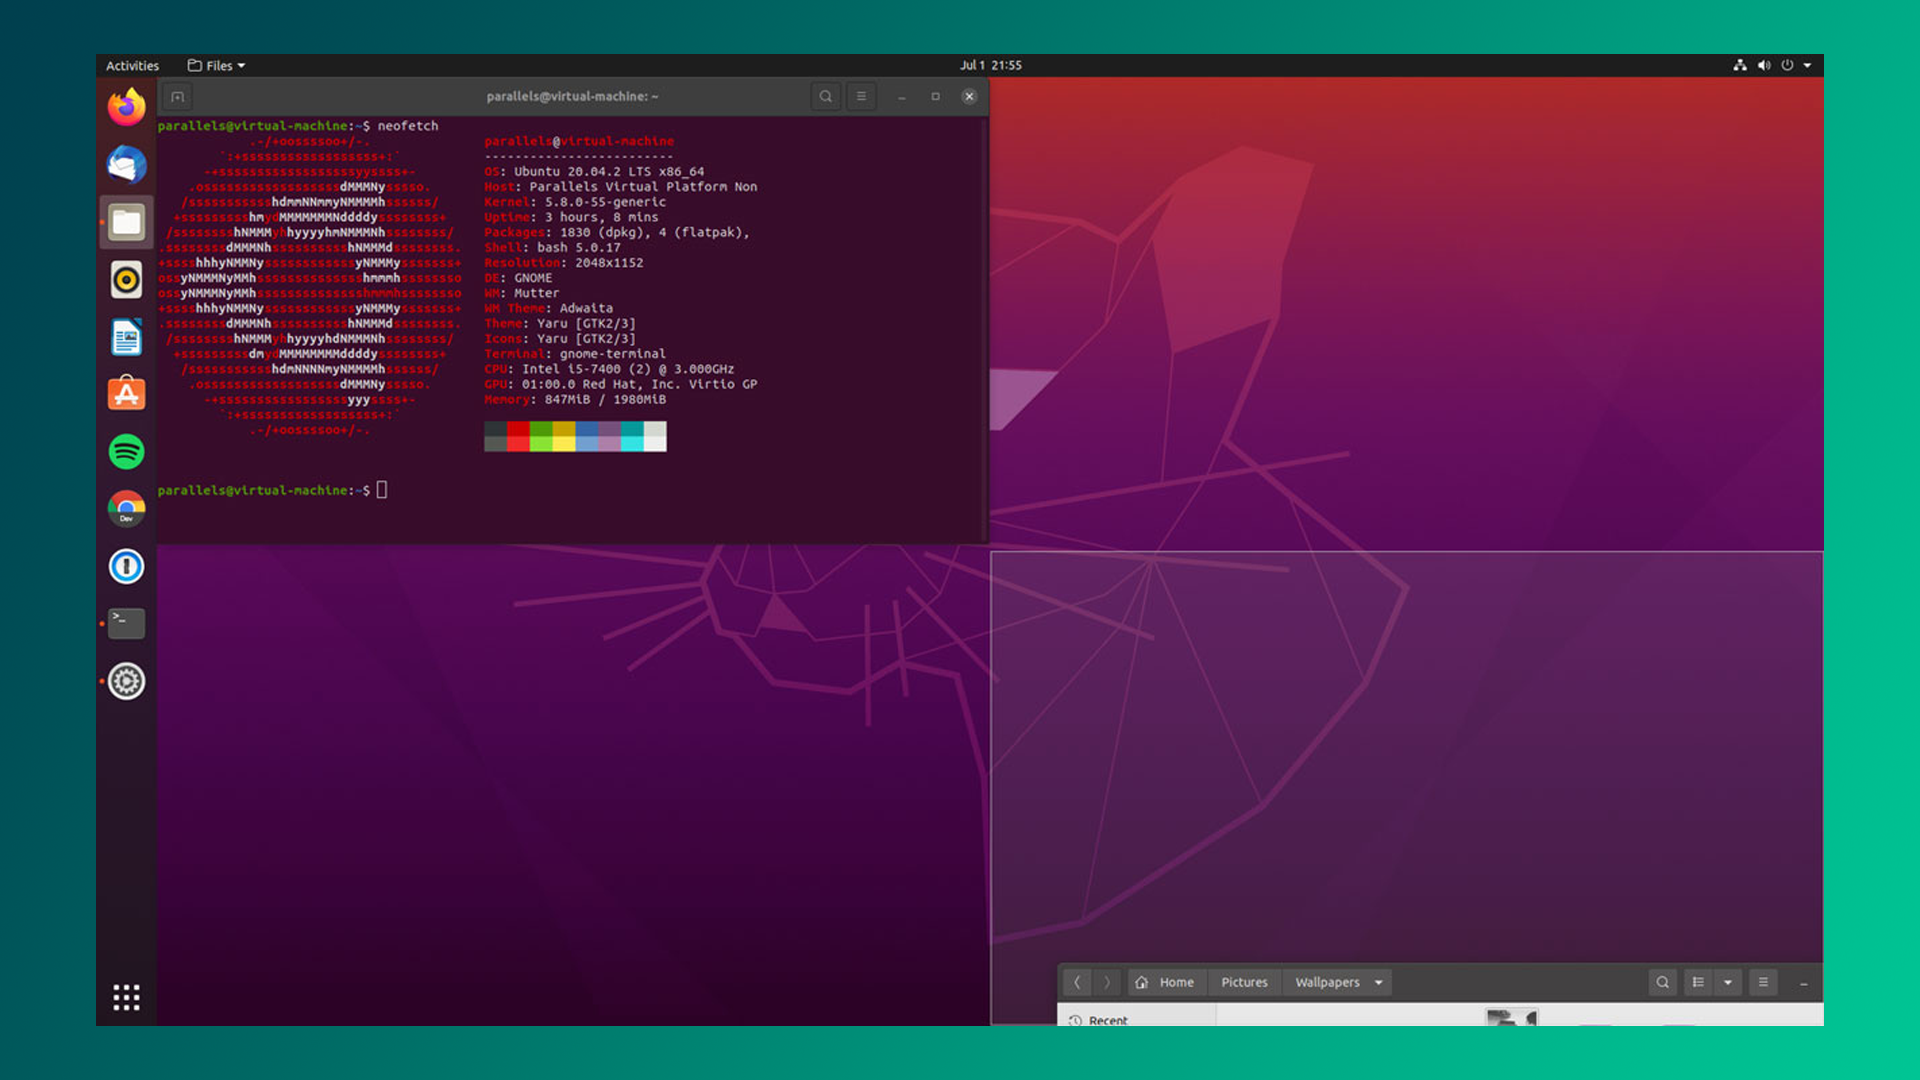 Activities Files Jul 1 21:55
parallels@virtual-machine: ~
parallels@virtual-machine:~$ neofetch
.-/+oossssoo+/-.
`:+ssssssssssssssssss+:`
-+ssssssssssssssssssyyssss+-
.ossssssssssssssssssdMMMNysssso.
/ssssssssssshdmmNNmmyNMMMMhssssss/
+ssssssssshmydMMMMMMMNddddyssssssss+
/sssssssshNMMMyhhyyyyhmNMMMNhssssssss/
.ssssssssdMMMNhsssssssssshNMMMdssssssss.
+sssshhhyNMMNyssssssssssssyNMMMysssssss+
ossyNMMMNyMMhsssssssssssssshmmmhssssssso
ossyNMMMNyMMhsssssssssssssshmmmhssssssso
+sssshhhyNMMNyssssssssssssyNMMMysssssss+
.ssssssssdMMMNhsssssssssshNMMMdssssssss.
/sssssssshNMMMyhhyyyyhdNMMMNhssssssss/
+sssssssssdmydMMMMMMMMddddyssssssss+
/ssssssssssshdmNNNNmyNMMMMhssssss/
.ossssssssssssssssssdMMMNysssso.
-+sssssssssssssssssyyyssss+-
`:+ssssssssssssssssss+:`
.-/+oossssoo+/-.
parallels@virtual-machine
-------------------------
OS: Ubuntu 20.04.2 LTS x86_64
Host: Parallels Virtual Platform Non
Kernel: 5.8.0-55-generic
Uptime: 3 hours, 8 mins
Packages: 1830 (dpkg), 4 (flatpak),
Shell: bash 5.0.17
Resolution: 2048x1152
DE: GNOME
WM: Mutter
WM Theme: Adwaita
Theme: Yaru [GTK2/3]
Icons: Yaru [GTK2/3]
Terminal: gnome-terminal
CPU: Intel i5-7400 (2) @ 3.000GHz
GPU: 01:00.0 Red Hat, Inc. Virtio GP
Memory: 847MiB / 1980MiB
parallels@virtual-machine:~$
Dev
>_
Home Pictures Wallpapers
Recent